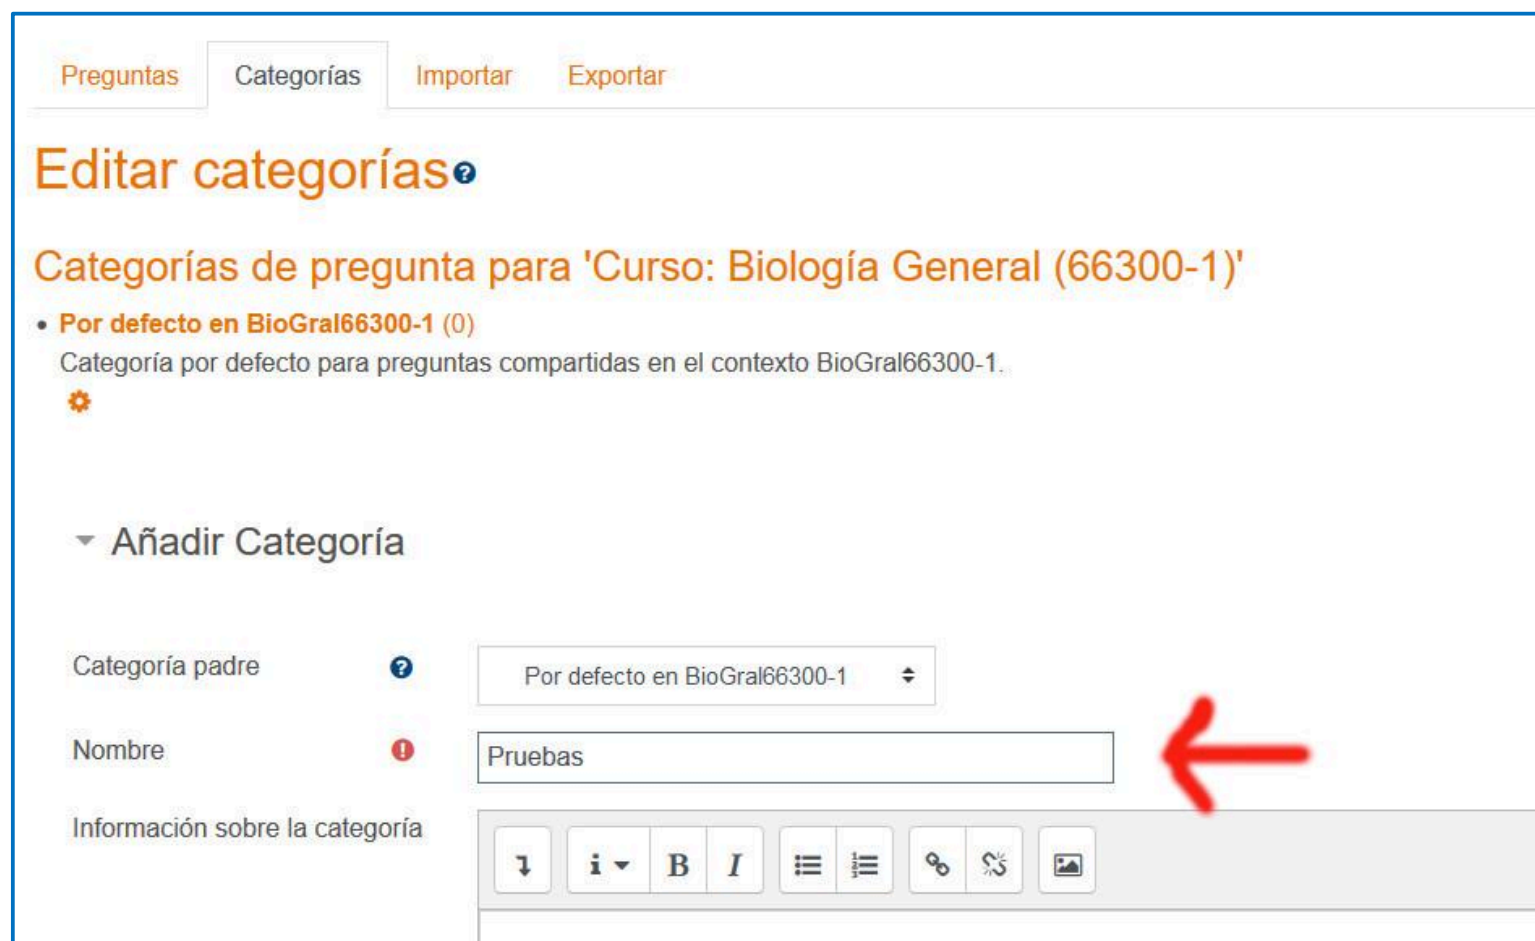 Preguntas Categorías Importar Exportar
Editar categorías
Categorías de pregunta para 'Curso: Biología General (66300-1)'
Por defecto en BioGral66300-1 (0)
Categoría por defecto para preguntas compartidas en el contexto BioGral66300-1.
Añadir Categoría
Categoría padre Por defecto en BioGral66300-1
Nombre Pruebas
Información sobre la categoría
i B I